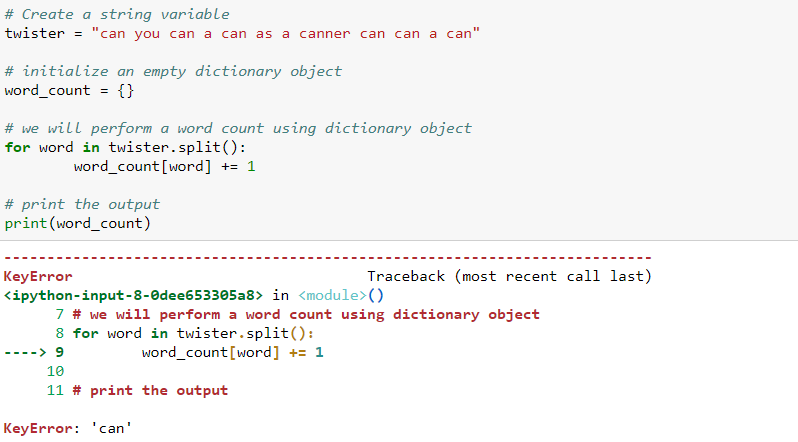 # Create a string variable
twister = "can you can a can as a canner can can a can"
# initialize an empty dictionary object
word_count = {}
# we will perform a word count using dictionary object
for word in twister.split():
        word_count[word] += 1
# print the output
print(word_count)
---------------------------------------------------------------------------
KeyError                                  Traceback (most recent call last)
<ipython-input-8-0dee653305a8> in <module>()
      7 # we will perform a word count using dictionary object
      8 for word in twister.split():
----> 9         word_count[word] += 1
     10
     11 # print the output
KeyError: 'can'